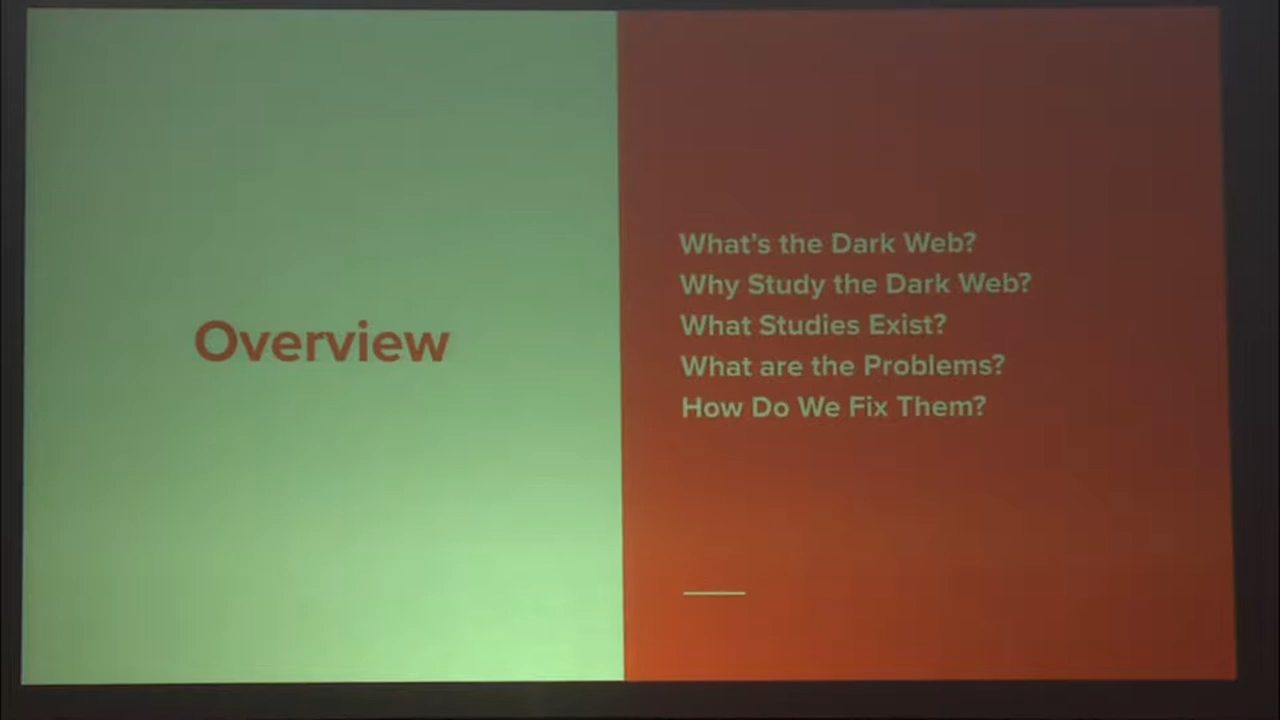 Overview
What's the Dark Web?
Why Study the Dark Web?
What Studies Exist?
What are the Problems?
How Do We Fix Them?